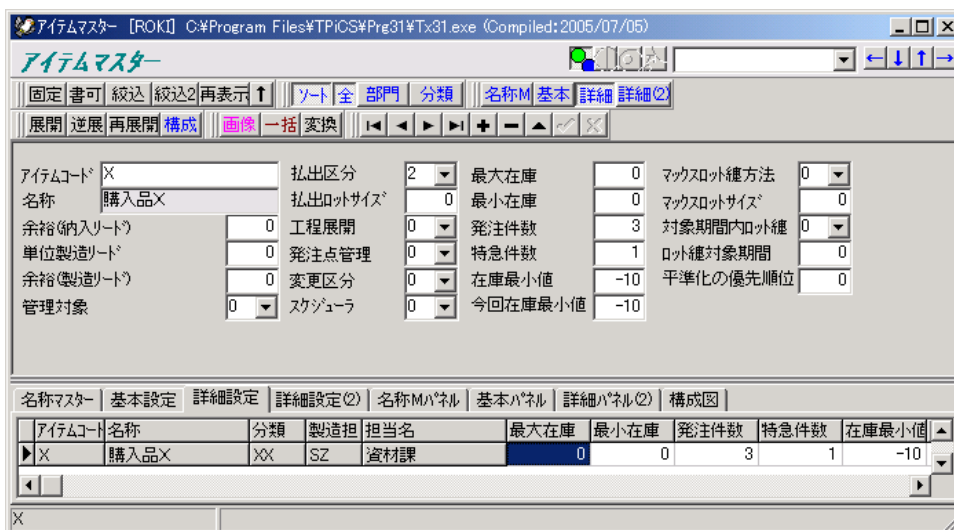 アイテムマスター [ROKI] C:¥Program Files¥TPiCS¥Prg31¥Tx31.exe (Compiled:2005/07/05)
アイテムマスター
固定 書可 絞込 絞込2 再表示 ↑ ソート 全 部門 分類 名称M 基本 詳細 詳細(2)
展開 逆展 再展開 構成 画像 一括 変換
アイテムコード X 払出区分 2 最大在庫 0 マックスロット纏方法 0
名称 購入品X 払出ロットサイズ 0 最小在庫 0 マックスロットサイズ 0
余裕(納入リード) 0 工程展開 0 発注件数 3 対象期間内ロット纏 0
単位製造リード 0 発注点管理 0 特急件数 1 ロット纏対象期間 0
余裕(製造リード) 0 変更区分 0 在庫最小値 -10 平準化の優先順位 0
管理対象 0 スケジューラ 0 今回在庫最小値 -10
名称マスター 基本設定 詳細設定 詳細設定(2) 名称Mパネル 基本パネル 詳細パネル(2) 構成図
アイテムコード 名称 分類 製造担 担当名 最大在庫 最小在庫 発注件数 特急件数 在庫最小値
X 購入品X XX SZ 資材課 0 0 3 1 -10
X